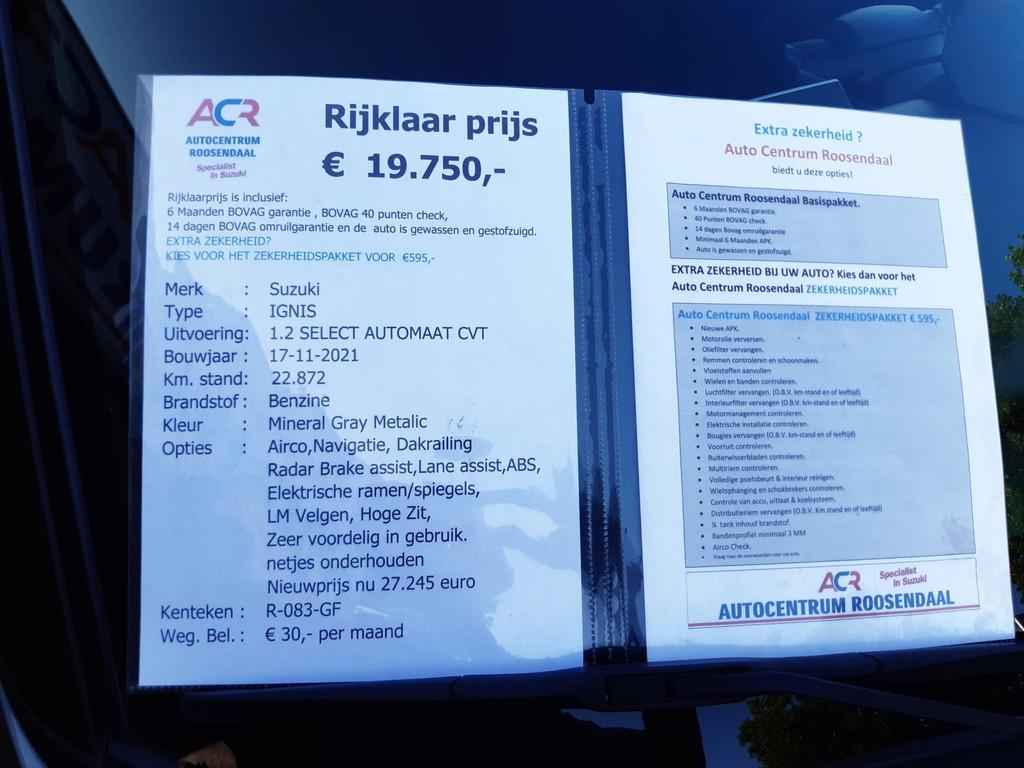 ACR
AUTOCENTRUM
ROOSENDAAL
Specialist
in Suzuki
Rijklaar prijs
€ 19.750,-
Rijklaarprijs is inclusief:
6 Maanden BOVAG garantie , BOVAG 40 punten check,
14 dagen BOVAG omruilgarantie en de auto is gewassen en gestofzuigd.
EXTRA ZEKERHEID?
KIES VOOR HET ZEKERHEIDSPAKKET VOOR €595,-
Merk : Suzuki
Type : IGNIS
Uitvoering: 1.2 SELECT AUTOMAAT CVT
Bouwjaar : 17-11-2021
Km. stand: 22.872
Brandstof : Benzine
Kleur : Mineral Gray Metalic
Opties : Airco,Navigatie, Dakrailing
Radar Brake assist,Lane assist,ABS,
Elektrische ramen/spiegels,
LM Velgen, Hoge Zit,
Zeer voordelig in gebruik.
netjes onderhouden
Nieuwprijs nu 27.245 euro
Kenteken : R-083-GF
Weg. Bel. : € 30,- per maand
Extra zekerheid ?
Auto Centrum Roosendaal
biedt u deze opties!
Auto Centrum Roosendaal Basispakket.
• 6 Maanden BOVAG garantie.
• 40 Punten BOVAG check.
• 14 dagen Bovag omruilgarantie
• Minimaal 6 Maanden APK.
• Auto is gewassen en gestofzuigd.
EXTRA ZEKERHEID BIJ UW AUTO? Kies dan voor het
Auto Centrum Roosendaal ZEKERHEIDSPAKKET
Auto Centrum Roosendaal ZEKERHEIDSPAKKET € 595,-
• Nieuwe APK.
• Motorolie verversen.
• Oliefilter vervangen.
• Remmen controleren en schoonmaken.
• Vloeistoffen aanvullen
• Wielen en banden controleren.
• Luchtfilter vervangen (O.B.V. km-stand en of leeftijd)
• Interieurfilter vervangen (O.B.V. km-stand en of leeftijd)
• Motormanagement controleren.
• Elektrische installatie controleren.
• Bougies vervangen (O.B.V. km-stand en of leeftijd)
• Voorruit controleren.
• Ruiterwisserbladen controleren.
• Multiriem controleren.
• Volledige poetsbeurt & interieur reinigen.
• Wielophanging en schokbrekers controleren.
• Controle van accu, uitlaat & koelsysteem.
• Distributieriem vervangen (O.B.V. Km stand en of leeftijd)
• ¼ tank inhoud brandstof.
• Bandenprofiel minimaal 3 MM
• Airco Check.
• Vraag naar de voorwaarden voor uw auto.
ACR
Specialist
in Suzuki
AUTOCENTRUM ROOSENDAAL